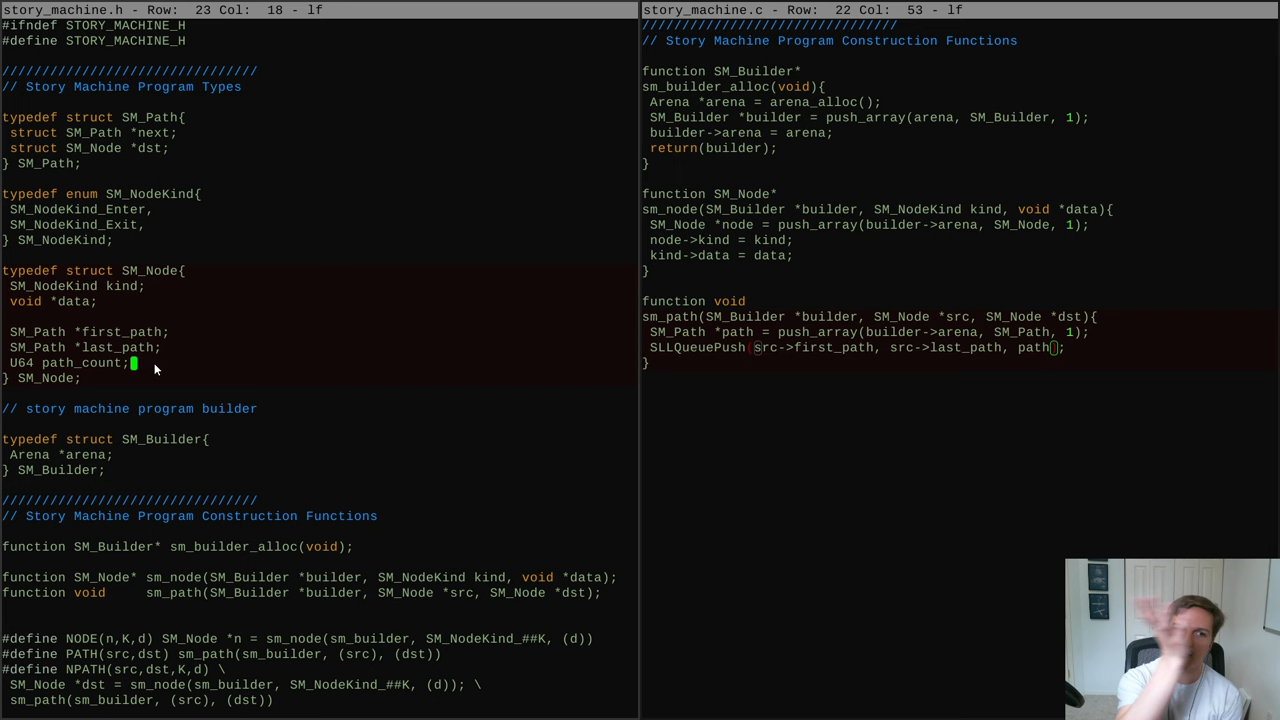 story_machine.h - Row:  23 Col:  18 - lf
#ifndef STORY_MACHINE_H
#define STORY_MACHINE_H
////////////////////////////////
// Story Machine Program Types
typedef struct SM_Path{
 struct SM_Path *next;
 struct SM_Node *dst;
} SM_Path;
typedef enum SM_NodeKind{
 SM_NodeKind_Enter,
 SM_NodeKind_Exit,
} SM_NodeKind;
typedef struct SM_Node{
 SM_NodeKind kind;
 void *data;
 SM_Path *first_path;
 SM_Path *last_path;
 U64 path_count;
} SM_Node;
// story machine program builder
typedef struct SM_Builder{
 Arena *arena;
} SM_Builder;
////////////////////////////////
// Story Machine Program Construction Functions
function SM_Builder* sm_builder_alloc(void);
function SM_Node* sm_node(SM_Builder *builder, SM_NodeKind kind, void *data);
function void     sm_path(SM_Builder *builder, SM_Node *src, SM_Node *dst);
#define NODE(n,K,d) SM_Node *n = sm_node(sm_builder, SM_NodeKind_##K, (d))
#define PATH(src,dst) sm_path(sm_builder, (src), (dst))
#define NPATH(src,dst,K,d) \
 SM_Node *dst = sm_node(sm_builder, SM_NodeKind_##K, (d)); \
 sm_path(sm_builder, (src), (dst))
story_machine.c - Row:  22 Col:  53 - lf
////////////////////////////////
// Story Machine Program Construction Functions
function SM_Builder*
sm_builder_alloc(void){
 Arena *arena = arena_alloc();
 SM_Builder *builder = push_array(arena, SM_Builder, 1);
 builder->arena = arena;
 return(builder);
}
function SM_Node*
sm_node(SM_Builder *builder, SM_NodeKind kind, void *data){
 SM_Node *node = push_array(builder->arena, SM_Node, 1);
 node->kind = kind;
 kind->data = data;
}
function void
sm_path(SM_Builder *builder, SM_Node *src, SM_Node *dst){
 SM_Path *path = push_array(builder->arena, SM_Path, 1);
 SLLQueuePush(src->first_path, src->last_path, path);
}